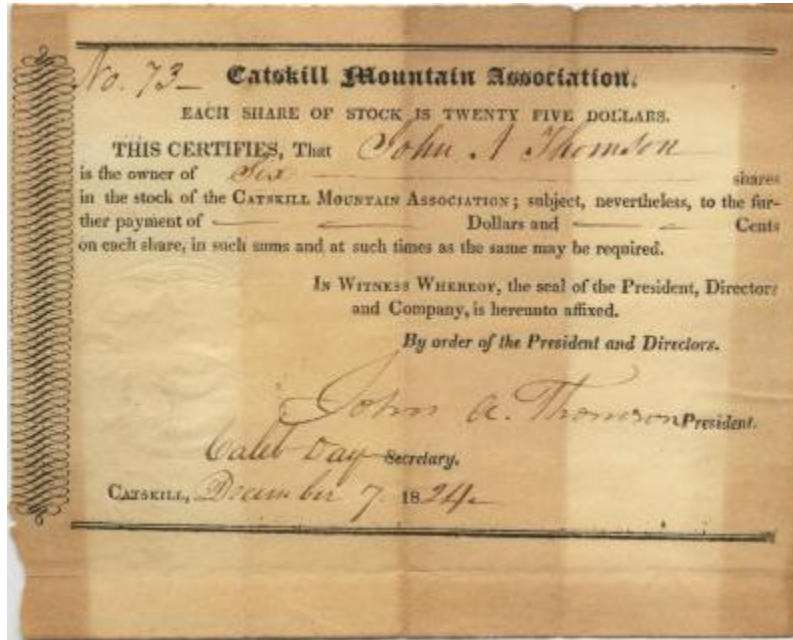 No. 73 Catskill Mountain Association.
EACH SHARE OF STOCK IS TWENTY FIVE DOLLARS.
THIS CERTIFIES, That John A Thomson
is the owner of Six shares
in the stock of the CATSKILL MOUNTAIN ASSOCIATION; subject, nevertheless, to the fur-
ther payment of Dollars and Cents
on each share, in such sums and at such times as the same may be required.
IN WITNESS WHEREOF, the seal of the President, Directors
and Company, is hereunto affixed.
By order of the President and Directors.
John A. Thomson President.
Caleb Day Secretary.
CATSKILL, December 7 1824